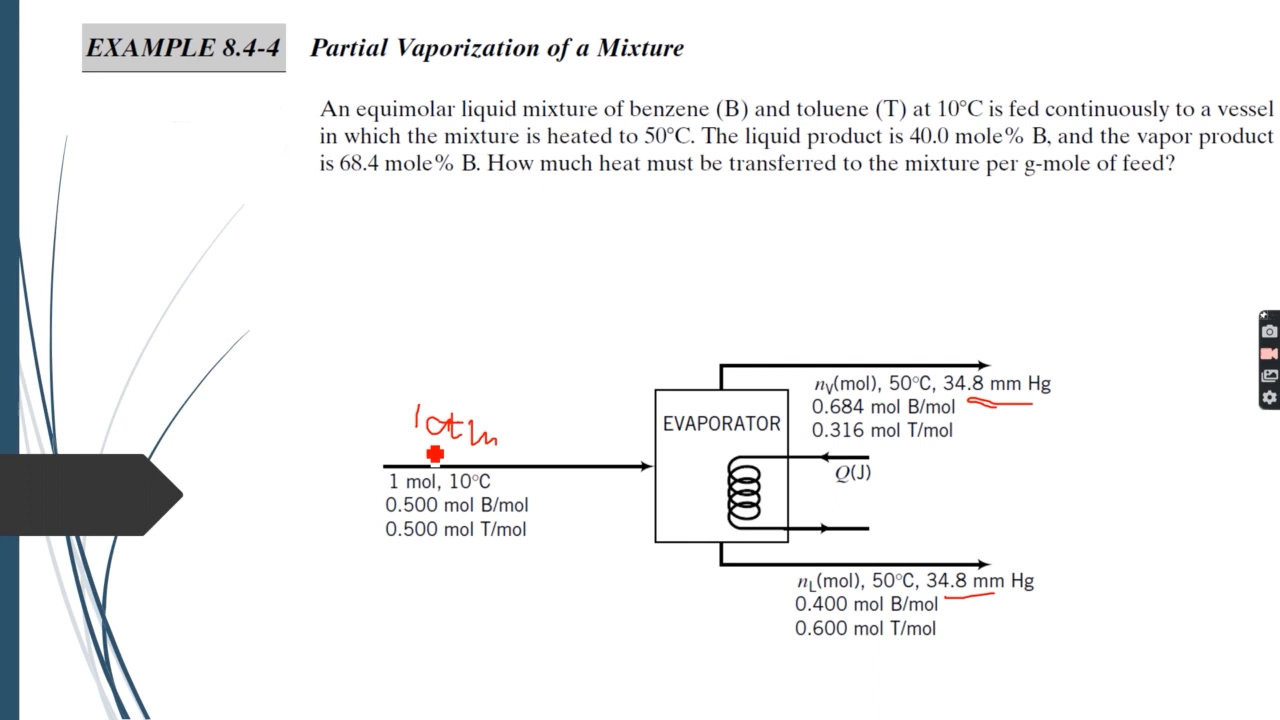 EXAMPLE 8.4-4 Partial Vaporization of a Mixture
An equimolar liquid mixture of benzene (B) and toluene (T) at 10°C is fed continuously to a vessel
in which the mixture is heated to 50°C. The liquid product is 40.0 mole% B, and the vapor product
is 68.4 mole% B. How much heat must be transferred to the mixture per g-mole of feed?
nV(mol), 50°C, 34.8 mm Hg
0.684 mol B/mol
0.316 mol T/mol
EVAPORATOR
Q(J)
1atm
1 mol, 10°C
0.500 mol B/mol
0.500 mol T/mol
nL(mol), 50°C, 34.8 mm Hg
0.400 mol B/mol
0.600 mol T/mol